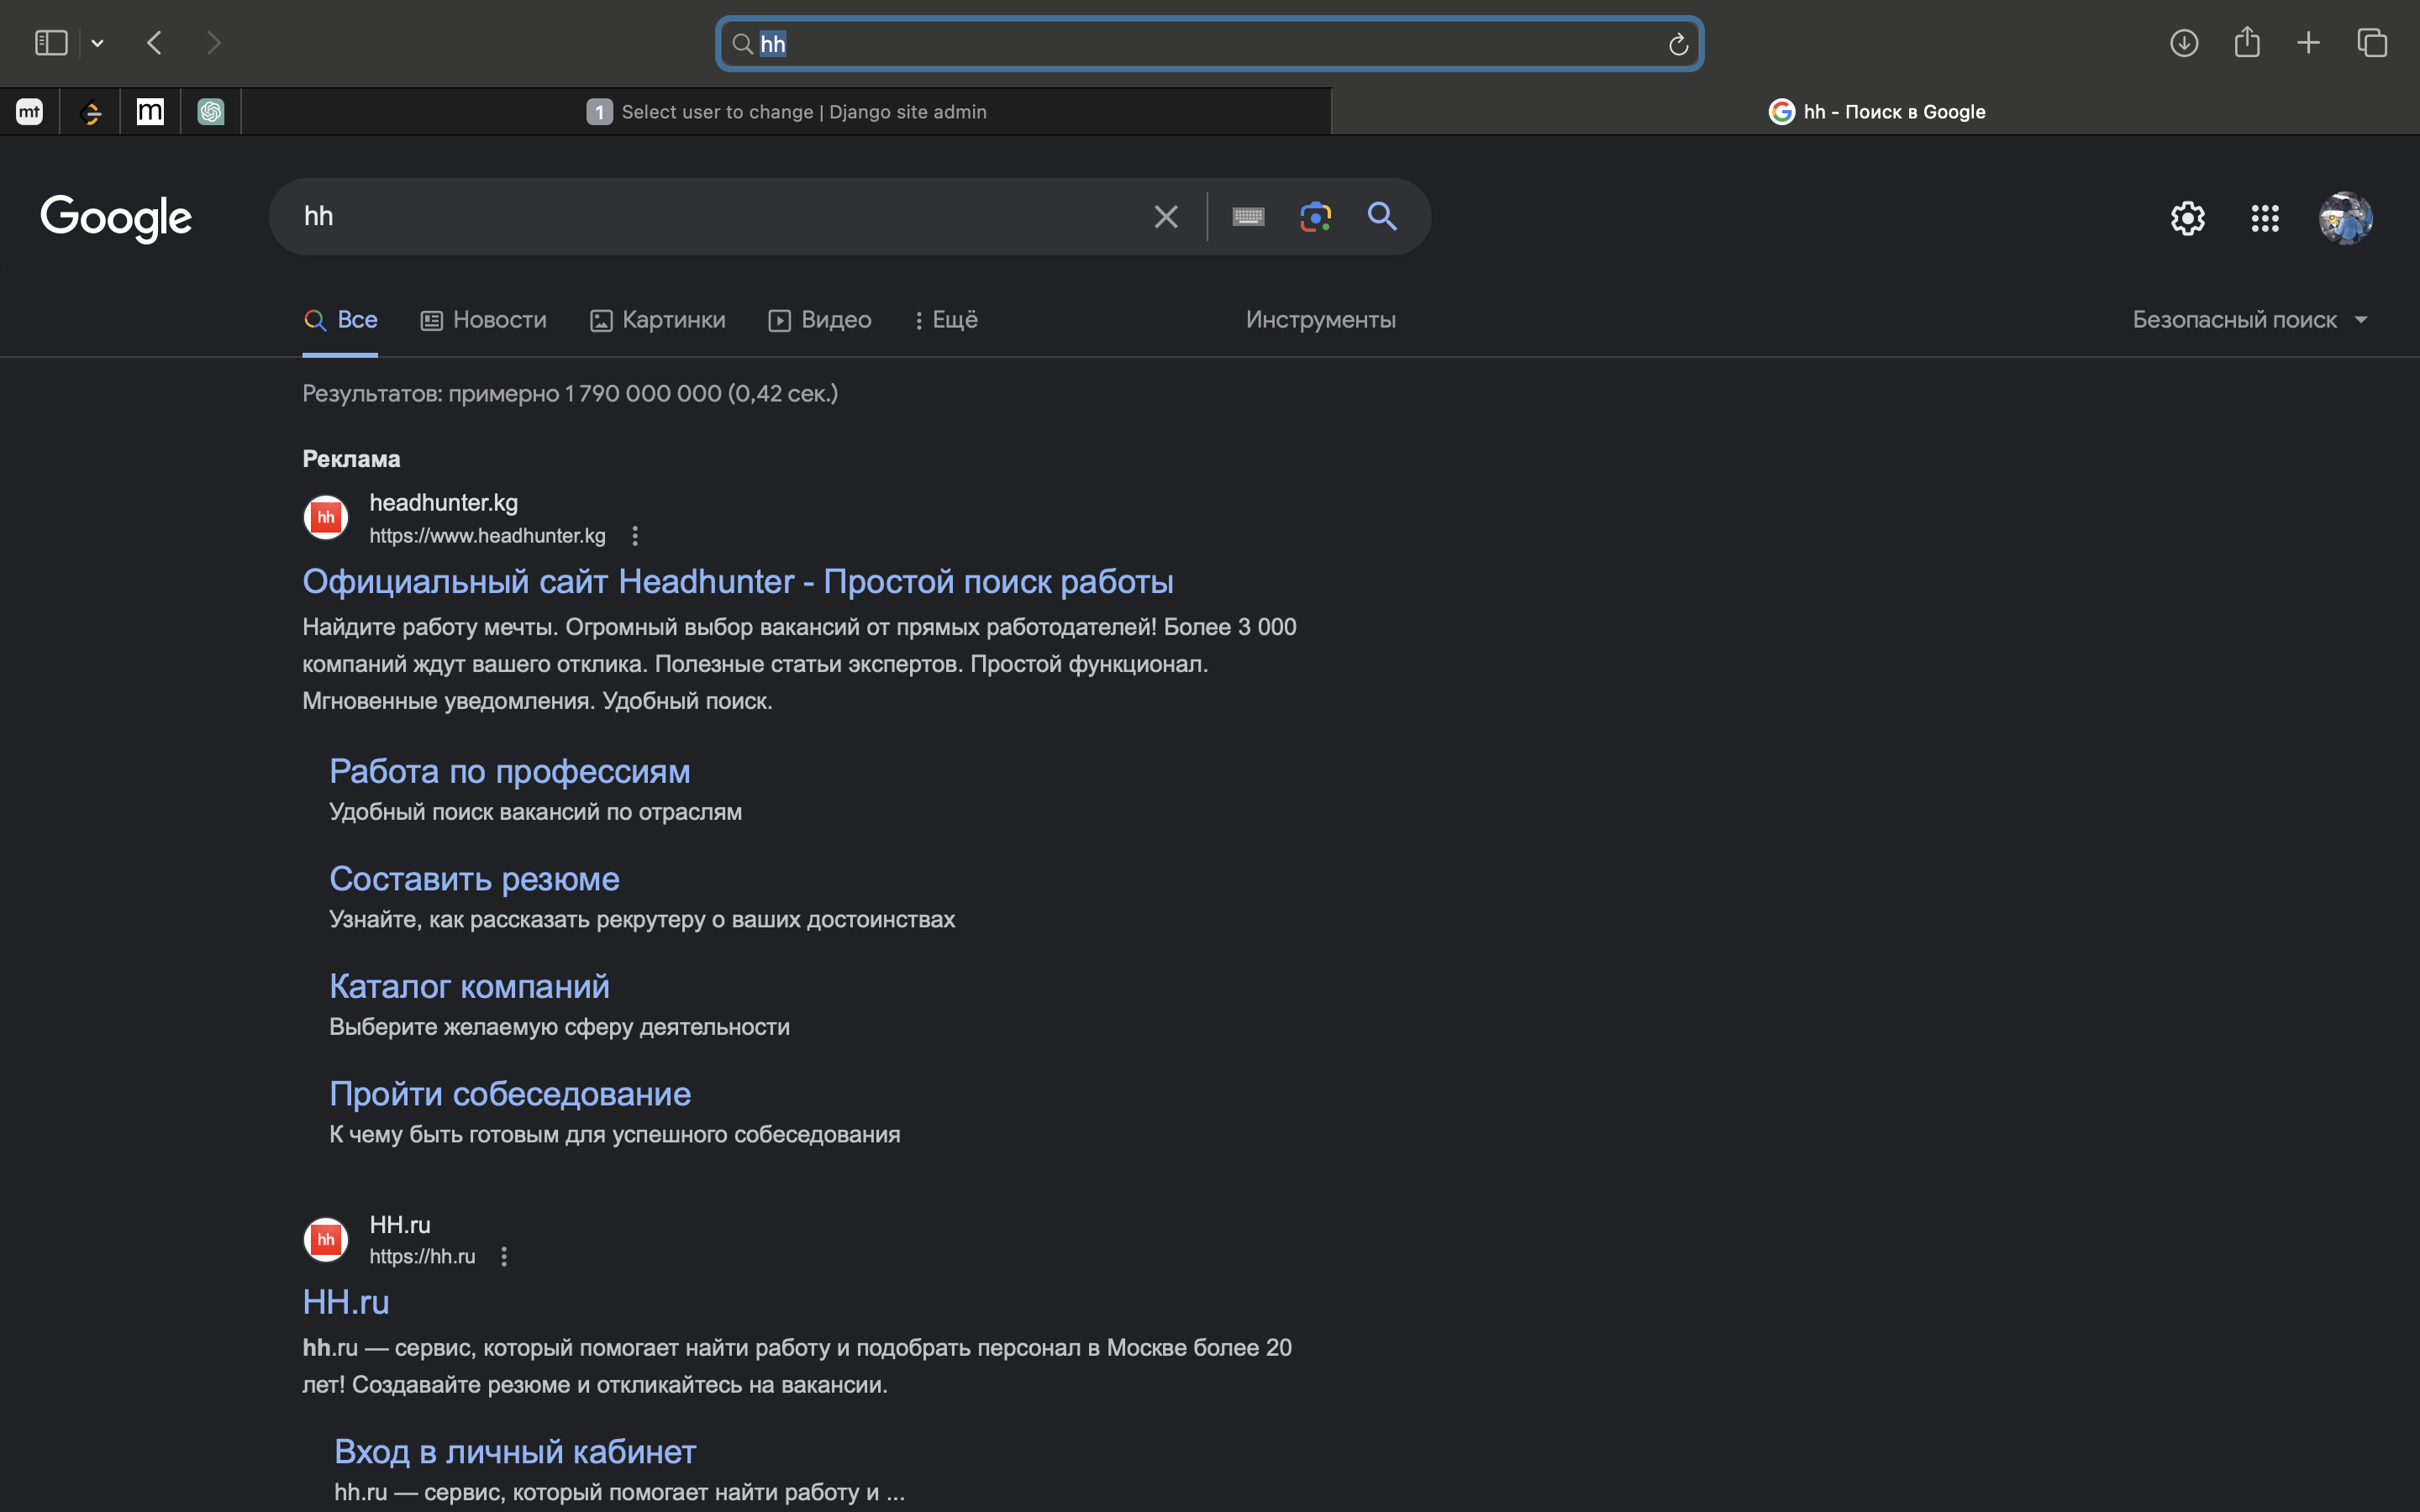 hh
mt
m
1 Select user to change | Django site admin
hh - Поиск в Google
Google
hh
Все Новости Картинки Видео Ещё Инструменты Безопасный поиск
Результатов: примерно 1 790 000 000 (0,42 сек.)
Реклама
hh
headhunter.kg
https://www.headhunter.kg
Официальный сайт Headhunter - Простой поиск работы
Найдите работу мечты. Огромный выбор вакансий от прямых работодателей! Более 3 000
компаний ждут вашего отклика. Полезные статьи экспертов. Простой функционал.
Мгновенные уведомления. Удобный поиск.
Работа по профессиям
Удобный поиск вакансий по отраслям
Составить резюме
Узнайте, как рассказать рекрутеру о ваших достоинствах
Каталог компаний
Выберите желаемую сферу деятельности
Пройти собеседование
К чему быть готовым для успешного собеседования
hh
HH.ru
https://hh.ru
HH.ru
hh.ru — сервис, который помогает найти работу и подобрать персонал в Москве более 20
лет! Создавайте резюме и откликайтесь на вакансии.
Вход в личный кабинет
hh.ru — сервис, который помогает найти работу и ...